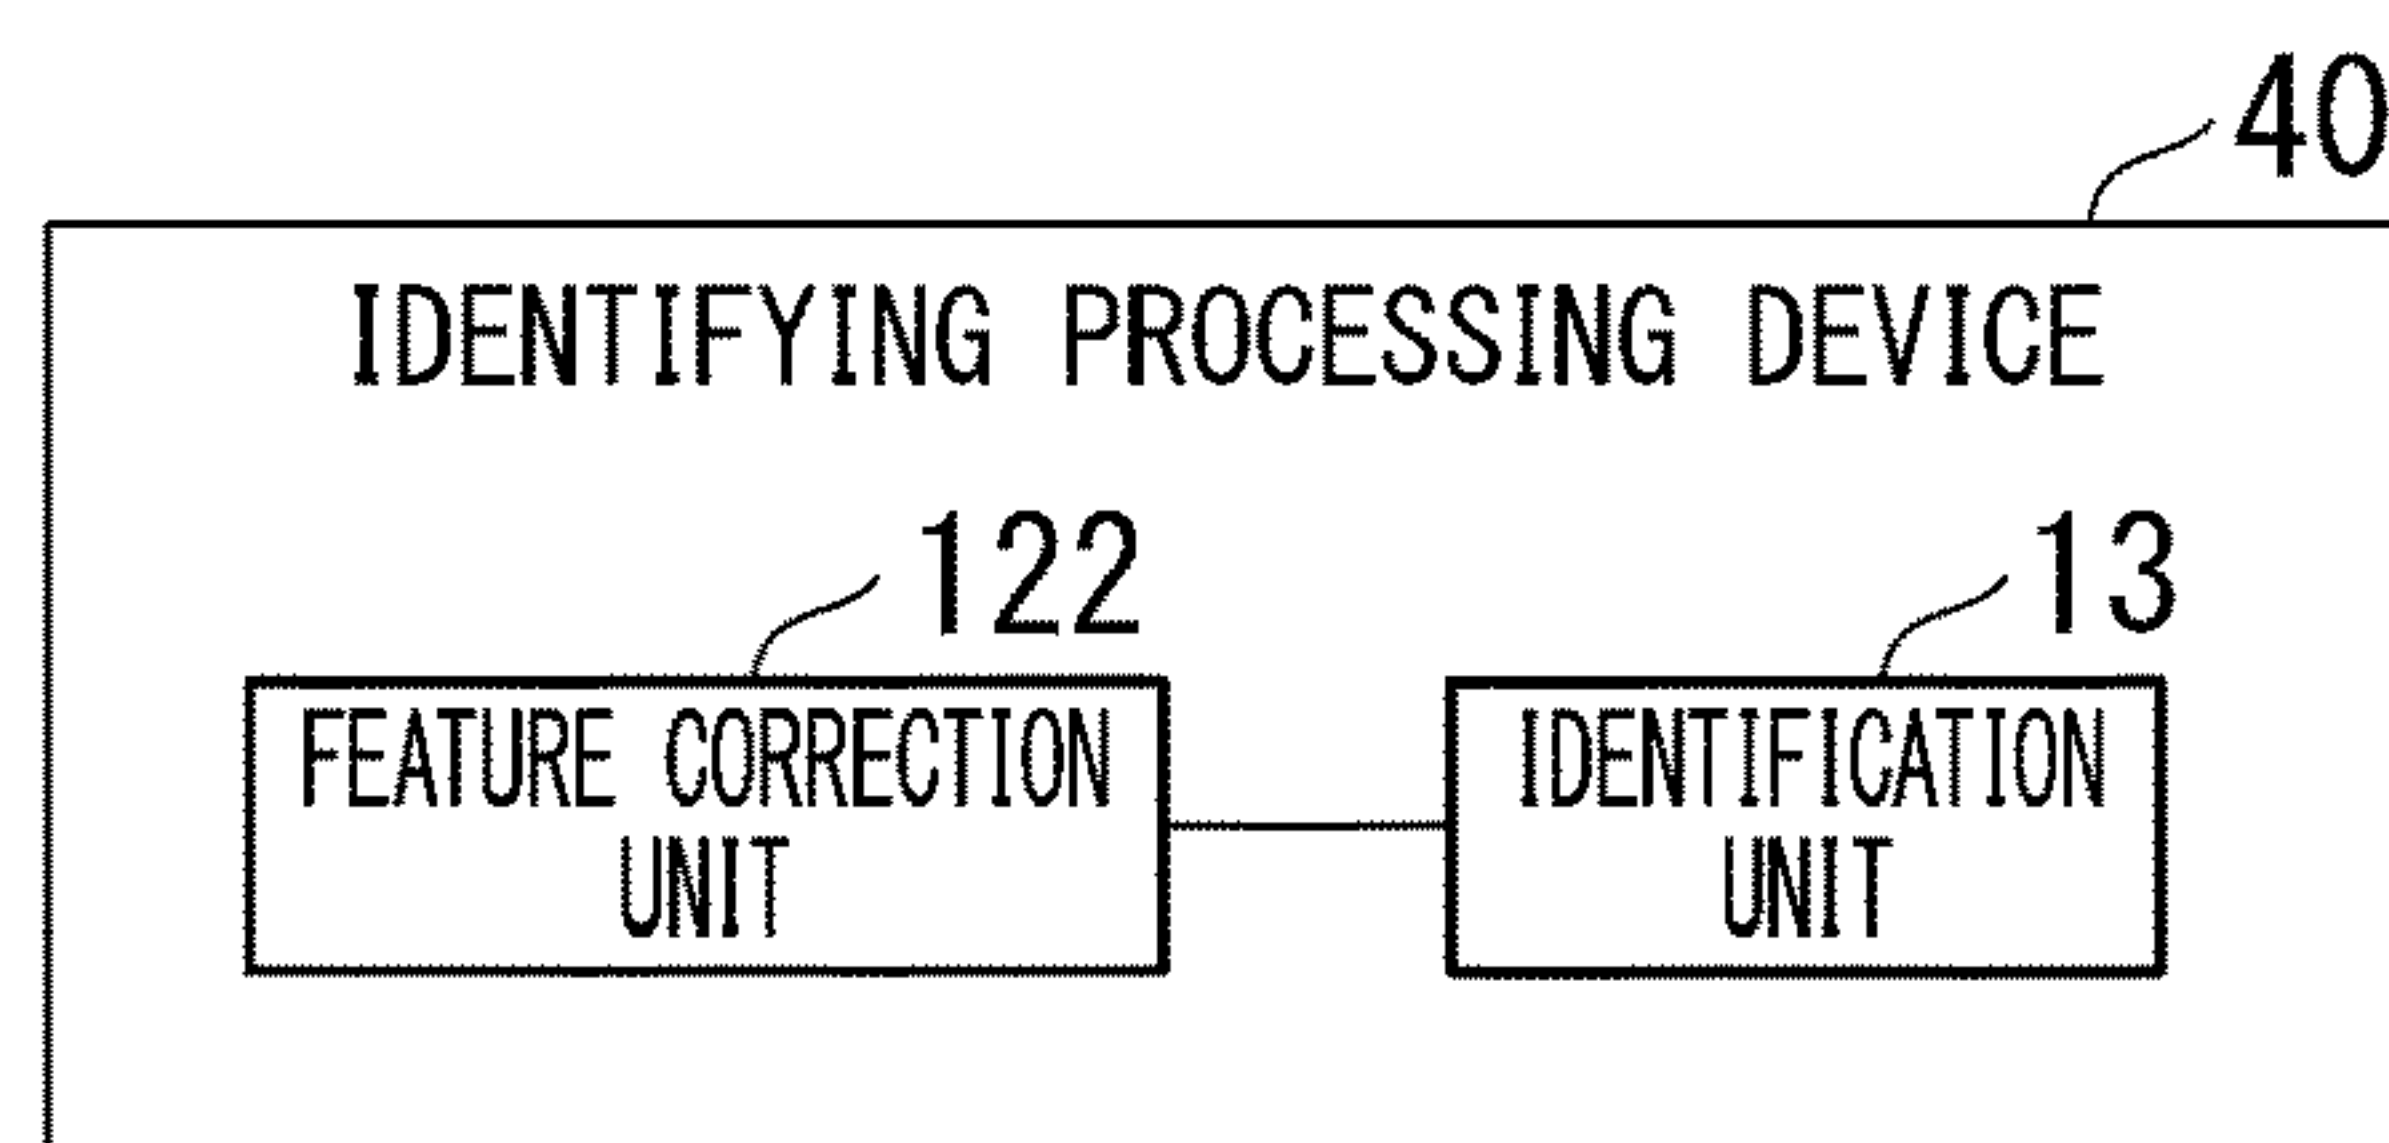 40
IDENTIFYING PROCESSING DEVICE
122
13
FEATURE CORRECTION
UNIT
IDENTIFICATION
UNIT